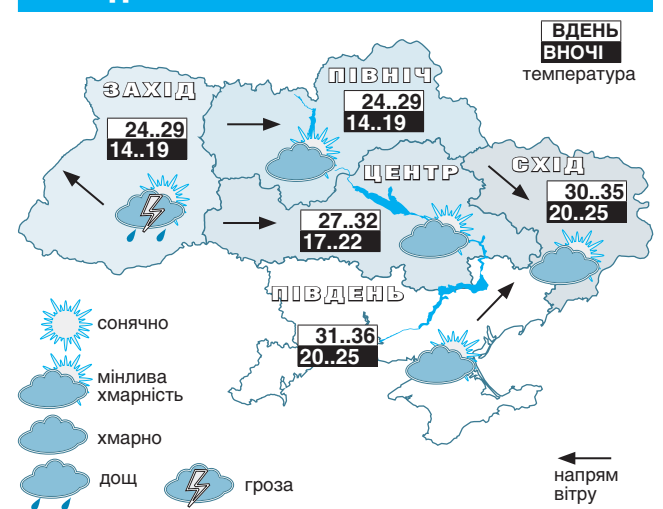 ВДЕНЬ
ВНОЧІ
температура
ПІВНІЧ
24..29
14..19
ЗАХІД
24..29
14..19
ЦЕНТР
27..32
17..22
СХІД
30..35
20..25
ПІВДЕНЬ
31..36
20..25
сонячно
мінлива
хмарність
хмарно
дощ
гроза
напрям
вітру